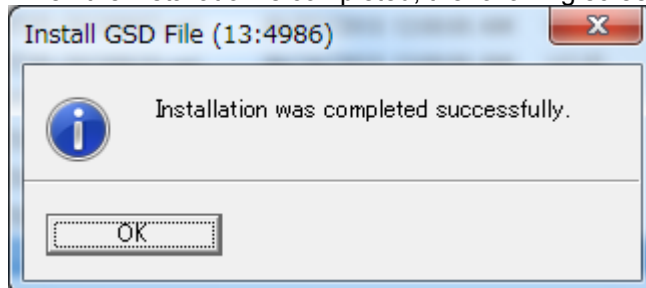 Install GSD File (13:4986)
Installation was completed successfully.
OK